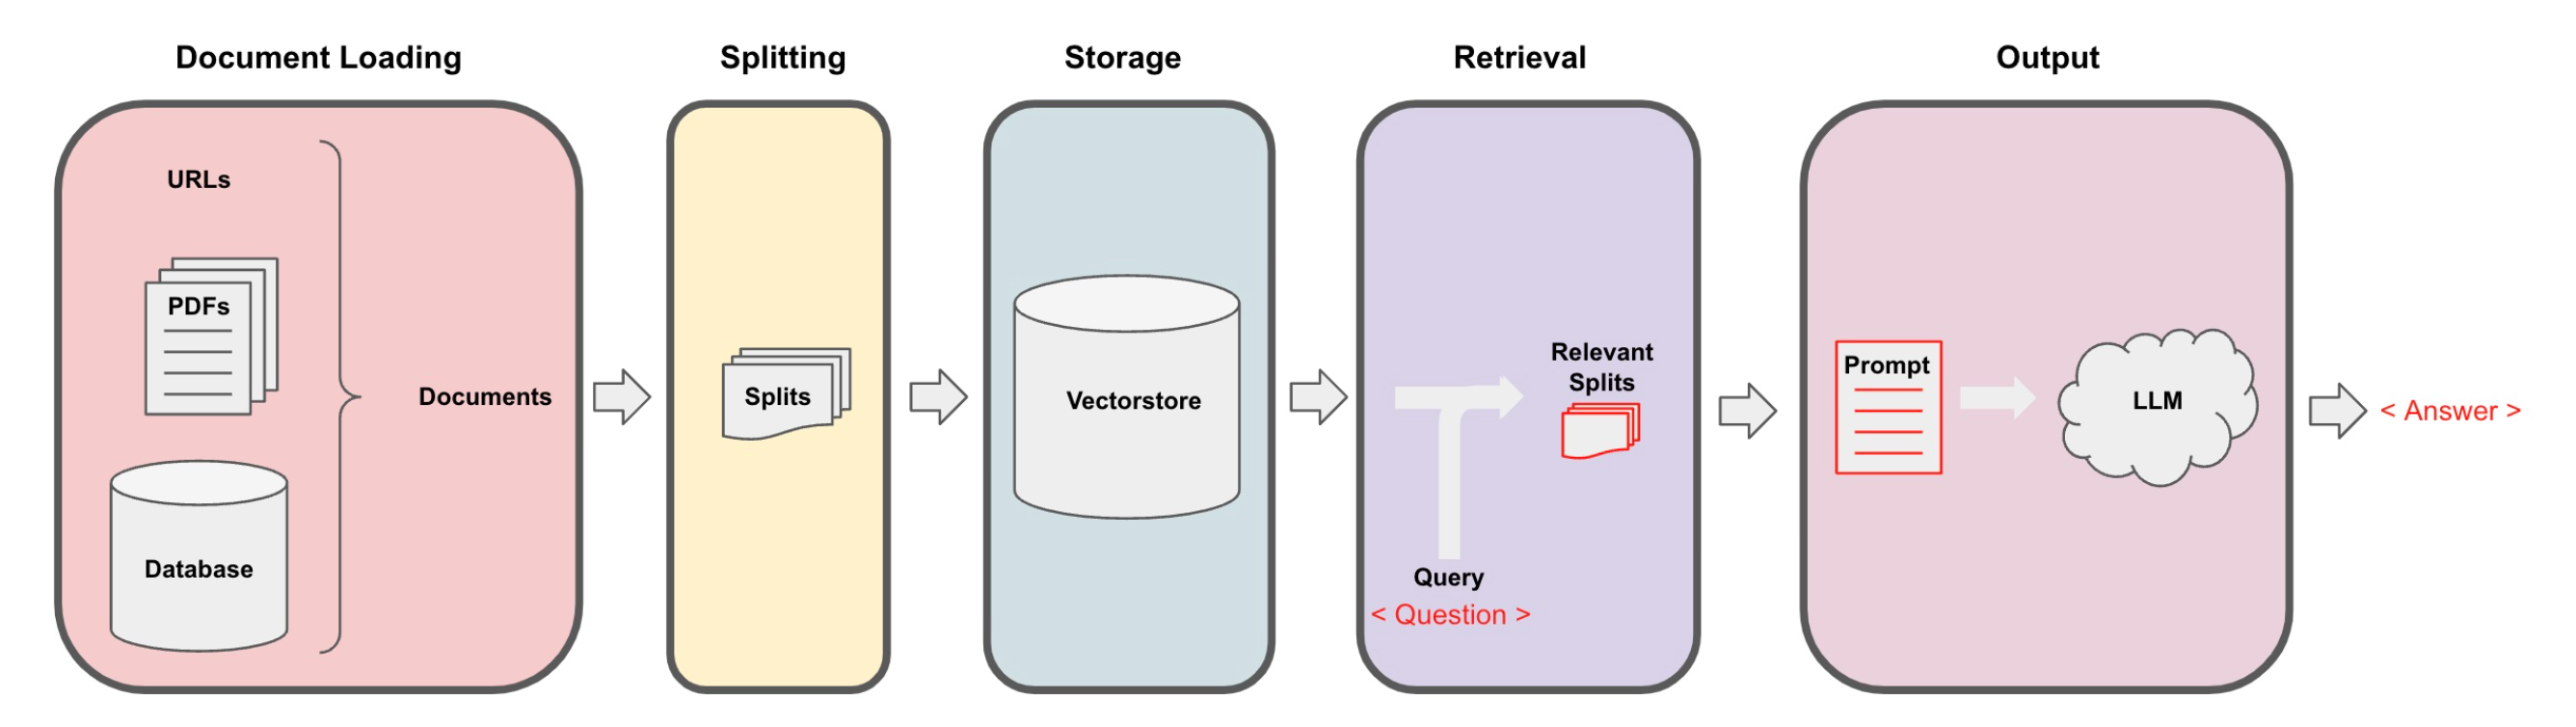 Document Loading
Splitting
Storage
Retrieval
Output
URLs
PDFs
Database
Documents
Splits
Vectorstore
Relevant
Splits
Query
< Question >
Prompt
LLM
< Answer >